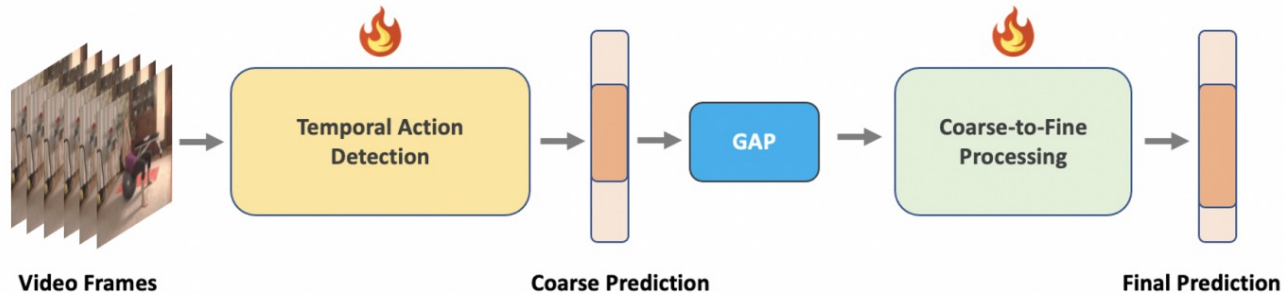 Temporal Action
Detection
GAP
Coarse-to-Fine
Processing
Video Frames
Coarse Prediction
Final Prediction